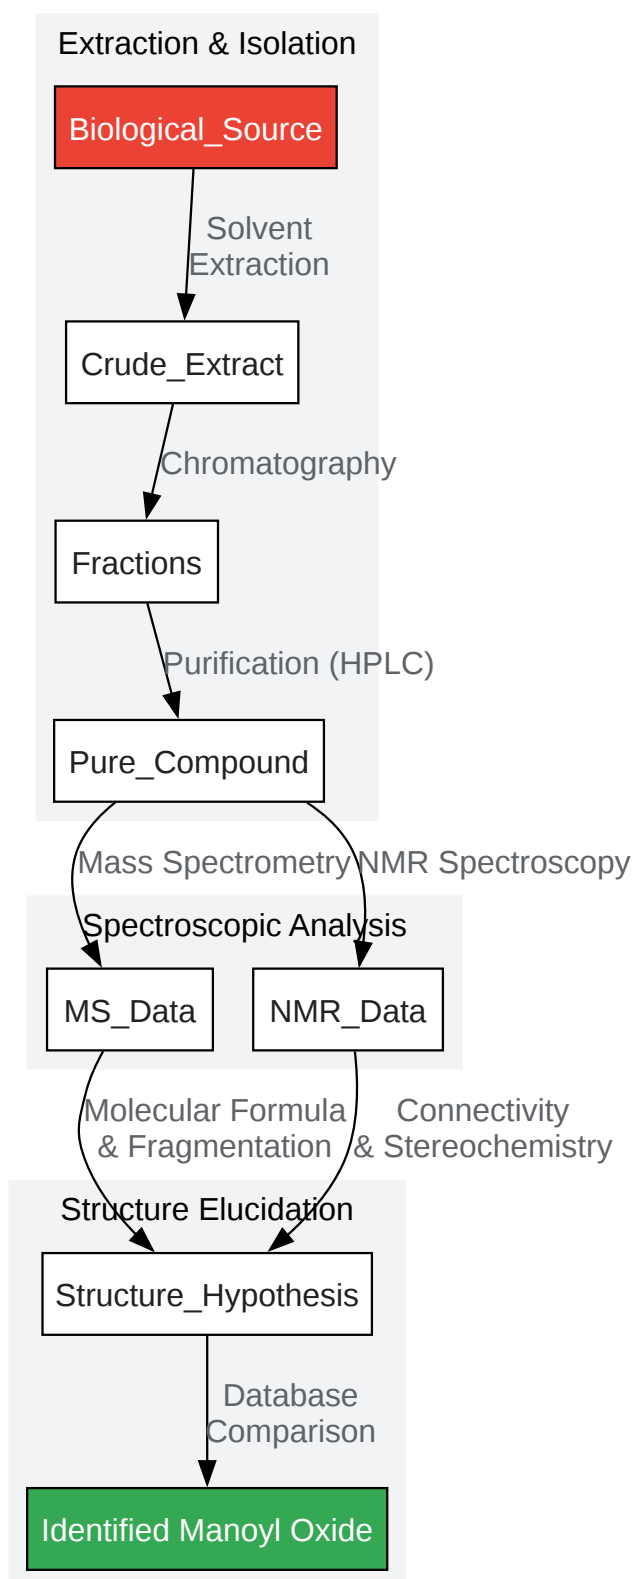 Extraction & Isolation
Biological_Source
Solvent
Extraction
Crude_Extract
Chromatography
Fractions
Purification (HPLC)
Pure_Compound
Mass Spectrometry
NMR Spectroscopy
Spectroscopic Analysis
MS_Data
NMR_Data
Molecular Formula
& Fragmentation
Connectivity
& Stereochemistry
Structure Elucidation
Structure_Hypothesis
Database
Comparison
Identified Manoyl Oxide